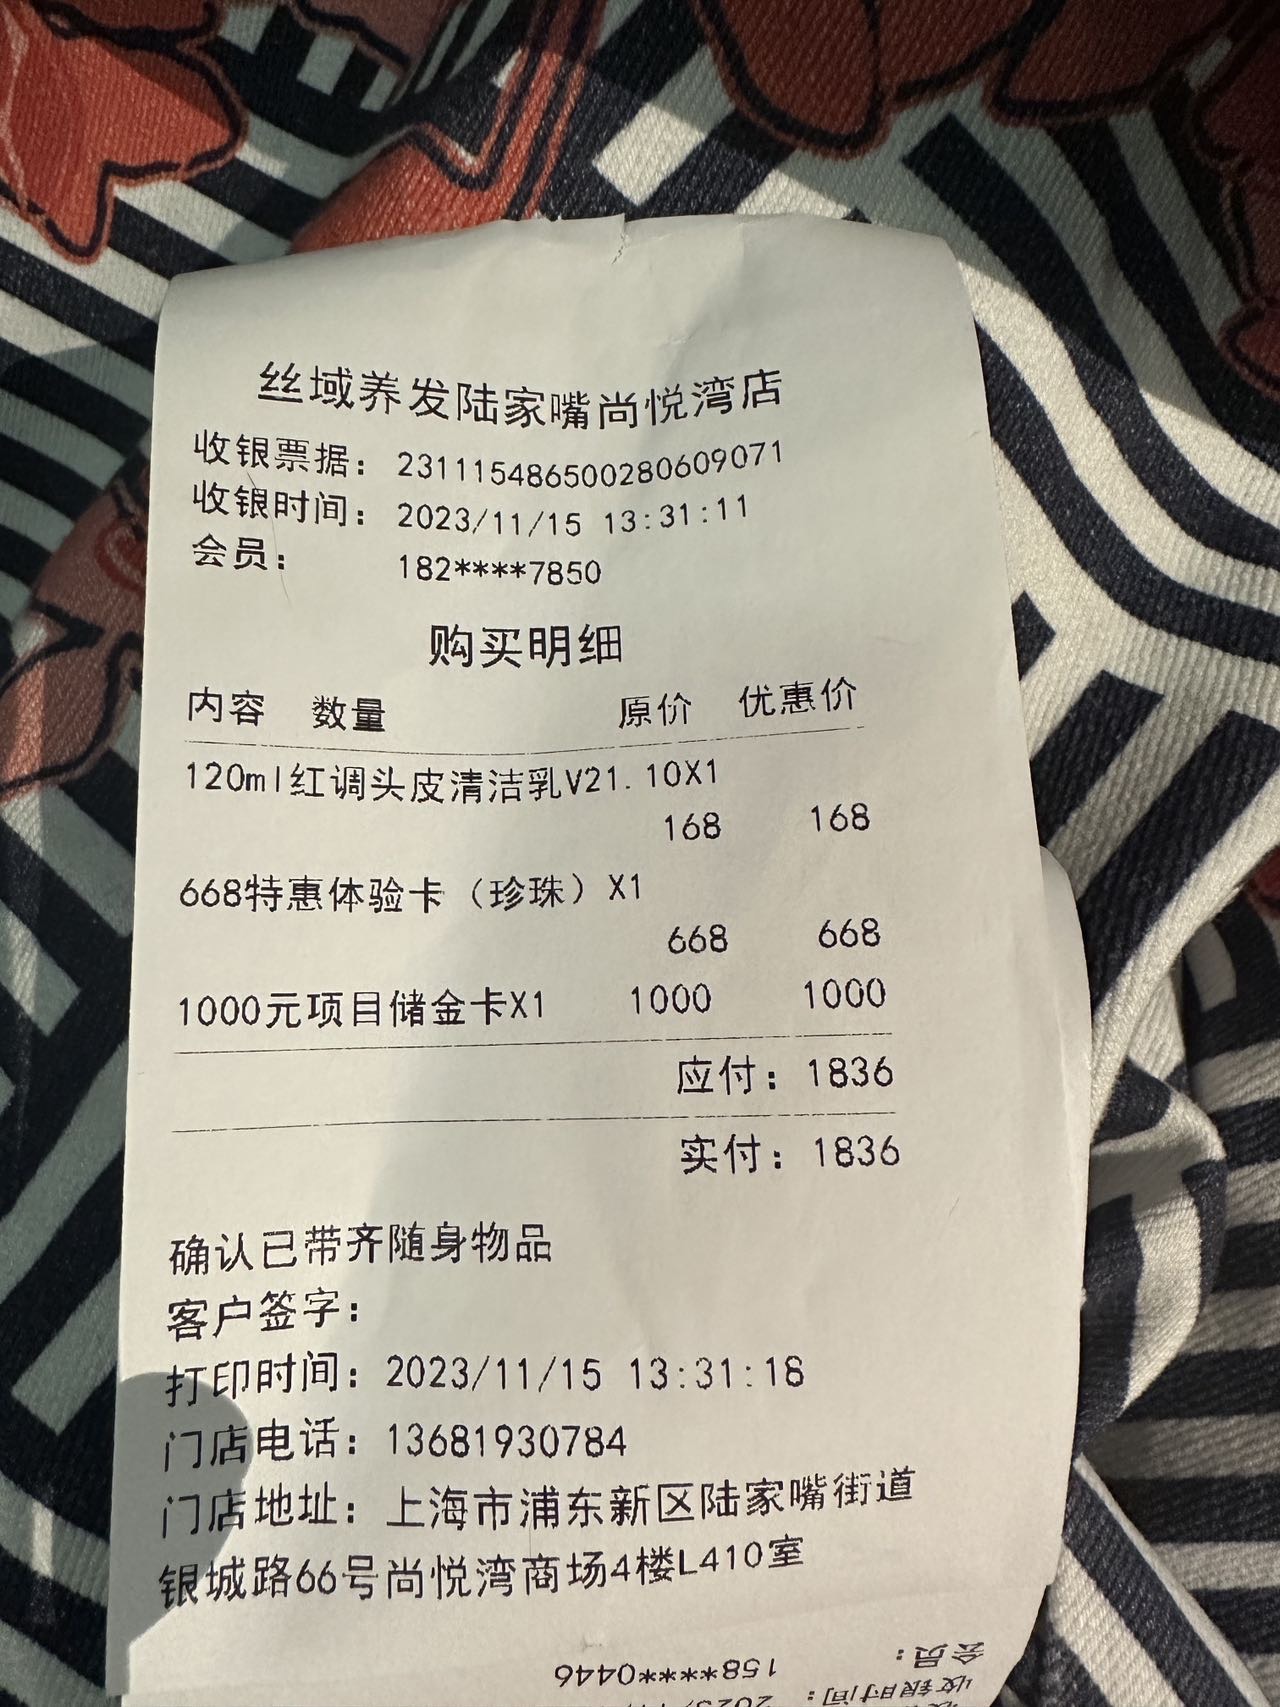 丝域养发陆家嘴尚悦湾店
收银票据：231115486500280609071
收银时间：2023/11/15 13:31:11
会员：182****7850
购买明细
内容 数量 原价 优惠价
120ml红调头皮清洁乳V21.10X1
168 168
668特惠体验卡（珍珠）X1
668 668
1000元项目储金卡X1 1000 1000
应付：1836
实付：1836
确认已带齐随身物品
客户签字：
打印时间：2023/11/15 13:31:18
门店电话：13681930784
门店地址：上海市浦东新区陆家嘴街道
银城路66号尚悦湾商场4楼L410室
会员：158****0446
收银时间：